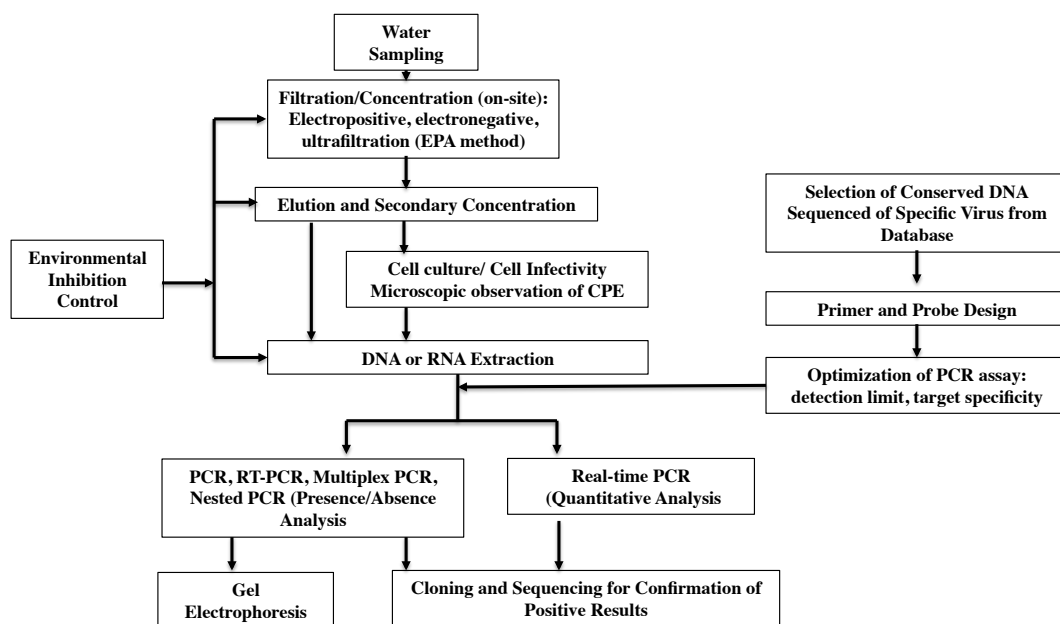 Water
Sampling
Filtration/Concentration (on-site):
Electropositive, electronegative,
ultrafiltration (EPA method)
Elution and Secondary Concentration
Selection of Conserved DNA
Sequenced of Specific Virus from
Database
Environmental
Inhibition
Control
Cell culture/ Cell Infectivity
Microscopic observation of CPE
Primer and Probe Design
DNA or RNA Extraction
Optimization of PCR assay:
detection limit, target specificity
PCR, RT-PCR, Multiplex PCR,
Nested PCR (Presence/Absence
Analysis
Real-time PCR
(Quantitative Analysis
Gel
Electrophoresis
Cloning and Sequencing for Confirmation of
Positive Results